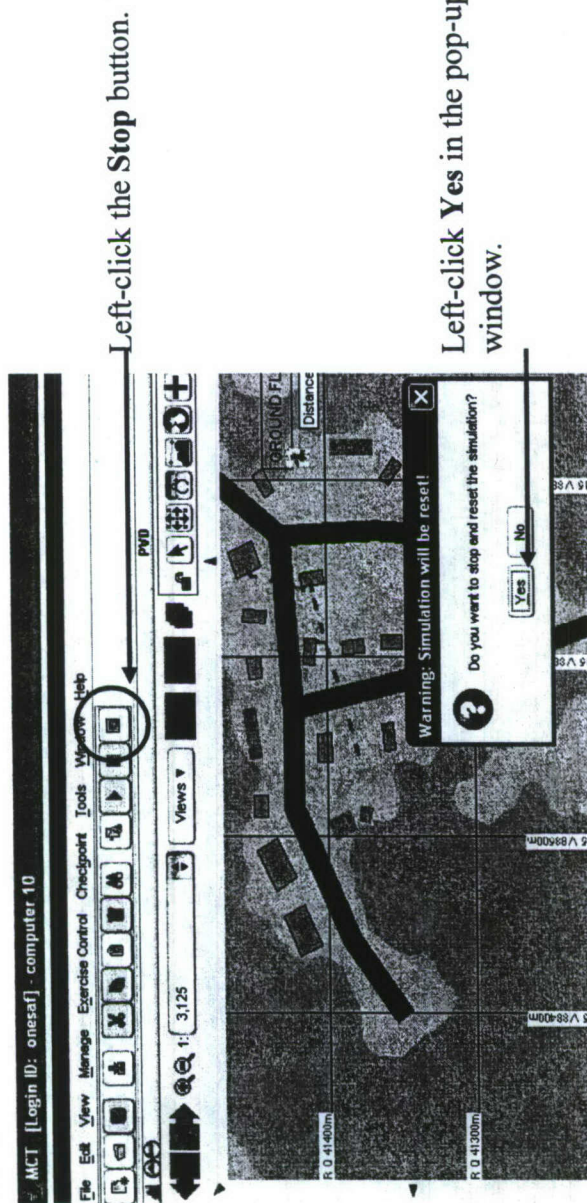 MCT [Login ID: onesaf] - computer 10
File Edit View Manage Exercise Control Checkpoint Tools Window Help
PVD
1: 3,125
Views
GROUND FL
Distance
R Q 41400m
R Q 41300m
Warning: Simulation will be reset!
Do you want to stop and reset the simulation?
Yes No
Left-click the Stop button.
Left-click Yes in the pop-up
window.